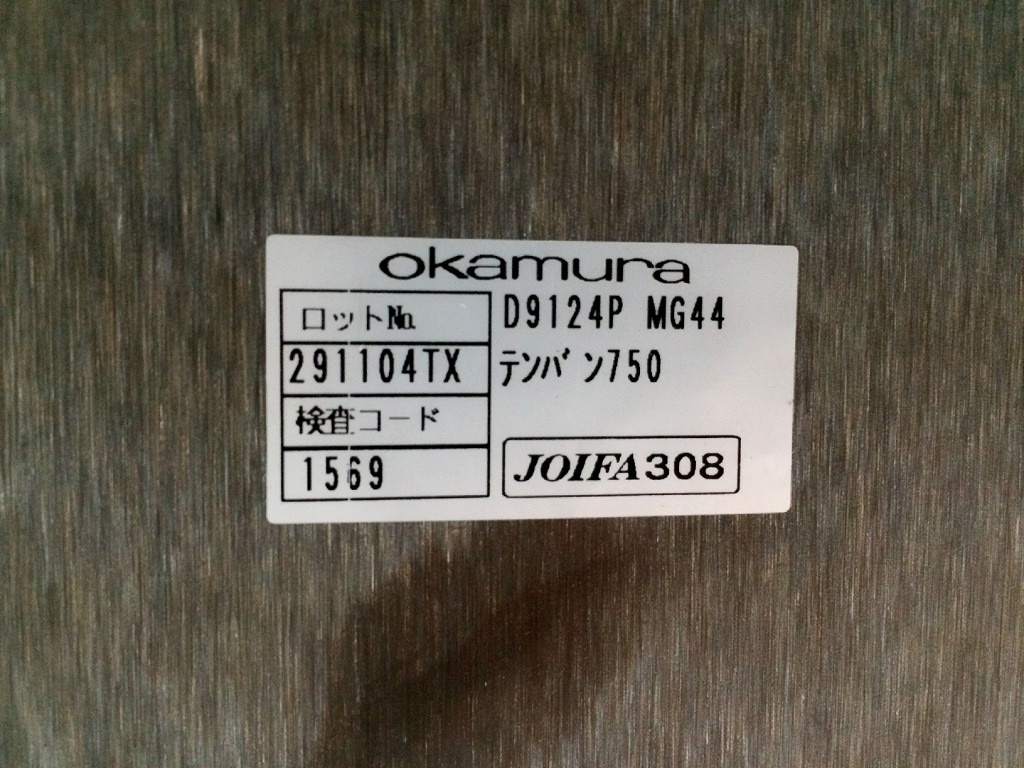 okamura
ロットNo.
D9124P MG44
291104TX
テンバン750
検査コード
1569
JOIFA308